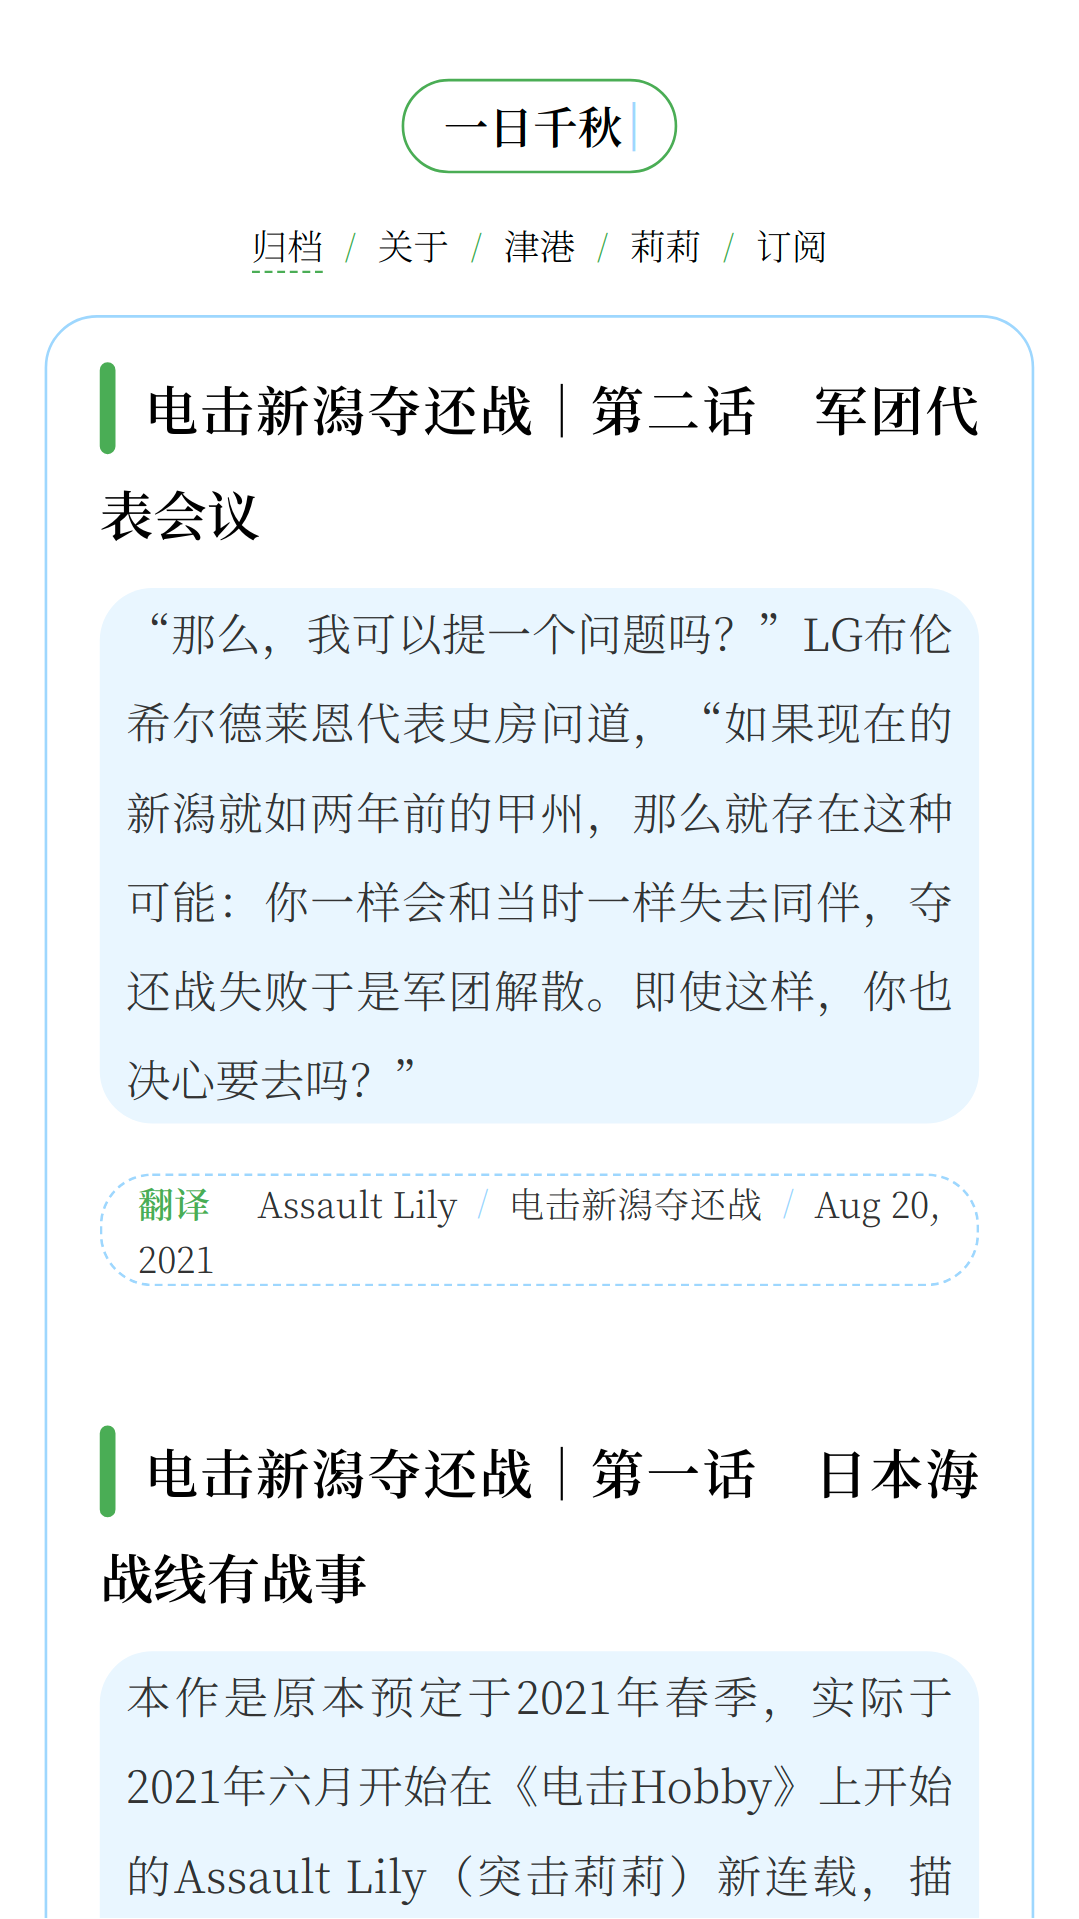 一日千秋
归档 / 关于 / 津港 / 莉莉 / 订阅
电击新潟夺还战｜第二话　军团代
表会议
“那么，我可以提一个问题吗？”LG布伦
希尔德莱恩代表史房问道，“如果现在的
新潟就如两年前的甲州，那么就存在这种
可能：你一样会和当时一样失去同伴，夺
还战失败于是军团解散。即使这样，你也
决心要去吗？”
翻译　Assault Lily / 电击新潟夺还战 / Aug 20,
2021
电击新潟夺还战｜第一话　日本海
战线有战事
本作是原本预定于2021年春季，实际于
2021年六月开始在《电击Hobby》上开始
的Assault Lily（突击莉莉）新连载，描